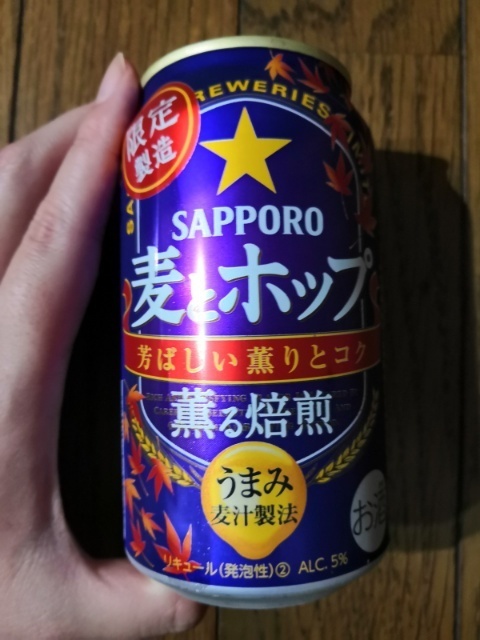 限定
製造
BREWERIES
SAPPORO
麦とホップ
芳ばしい薫りとコク
薫る焙煎
うまみ
麦汁製法
お酒
リキュール(発泡性)② ALC. 5%